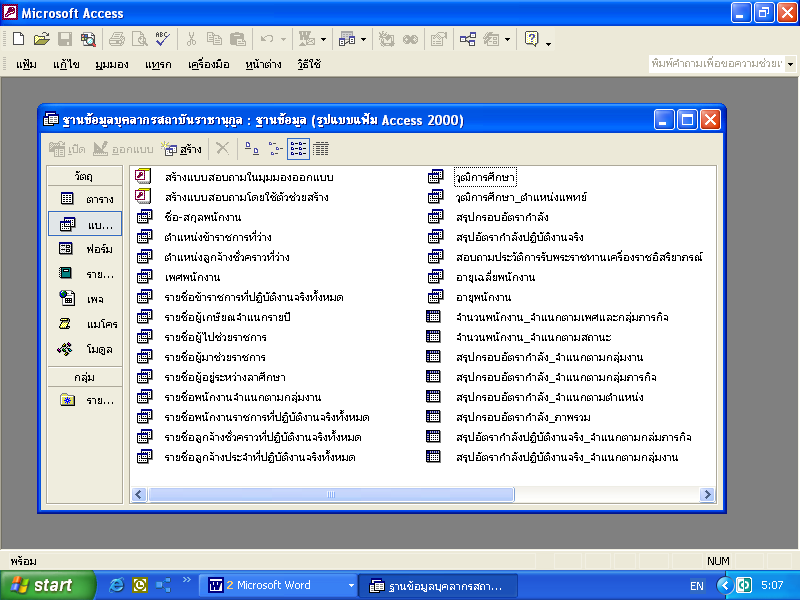 Microsoft Access
แฟ้ม แก้ไข มุมมอง แทรก เครื่องมือ หน้าต่าง วิธีใช้
พิมพ์คำถามเพื่อขอความช่วยเ
ฐานข้อมูลบุคลากรสถาบันราชานุกูล : ฐานข้อมูล (รูปแบบแฟ้ม Access 2000)
เปิด ออกแบบ สร้าง
วัตถุ
ตาราง
แบ...
ฟอร์ม
ราย...
เพจ
แมโคร
โมดูล
กลุ่ม
ราย...
สร้างแบบสอบถามในมุมมองออกแบบ
สร้างแบบสอบถามโดยใช้ตัวช่วยสร้าง
ชื่อ-สกุลพนักงาน
ตำแหน่งข้าราชการที่ว่าง
ตำแหน่งลูกจ้างชั่วคราวที่ว่าง
เพศพนักงาน
รายชื่อข้าราชการที่ปฏิบัติงานจริงทั้งหมด
รายชื่อผู้เกษียณจำแนกรายปี
รายชื่อผู้ไปช่วยราชการ
รายชื่อผู้มาช่วยราชการ
รายชื่อผู้อยู่ระหว่างลาศึกษา
รายชื่อพนักงานจำแนกตามกลุ่มงาน
รายชื่อพนักงานราชการที่ปฏิบัติงานจริงทั้งหมด
รายชื่อลูกจ้างชั่วคราวที่ปฏิบัติงานจริงทั้งหมด
รายชื่อลูกจ้างประจำที่ปฏิบัติงานจริงทั้งหมด
วุฒิการศึกษา
วุฒิการศึกษา_ตำแหน่งแพทย์
สรุปกรอบอัตรากำลัง
สรุปอัตรากำลังปฏิบัติงานจริง
สอบถามประวัติการรับพระราชทานเครื่องราชอิสริยาภรณ์
อายุเฉลี่ยพนักงาน
อายุพนักงาน
จำนวนพนักงาน_จำแนกตามเพศและกลุ่มภารกิจ
จำนวนพนักงาน_จำแนกตามสถานะ
สรุปกรอบอัตรากำลัง_จำแนกตามกลุ่มงาน
สรุปกรอบอัตรากำลัง_จำแนกตามกลุ่มภารกิจ
สรุปกรอบอัตรากำลัง_จำแนกตามตำแหน่ง
สรุปกรอบอัตรากำลัง_ภาพรวม
สรุปอัตรากำลังปฏิบัติงานจริง_จำแนกตามกลุ่มภารกิจ
สรุปอัตรากำลังปฏิบัติงานจริง_จำแนกตามกลุ่มงาน
พร้อม NUM
start 2 Microsoft Word ฐานข้อมูลบุคลากรสถา... EN 5:07